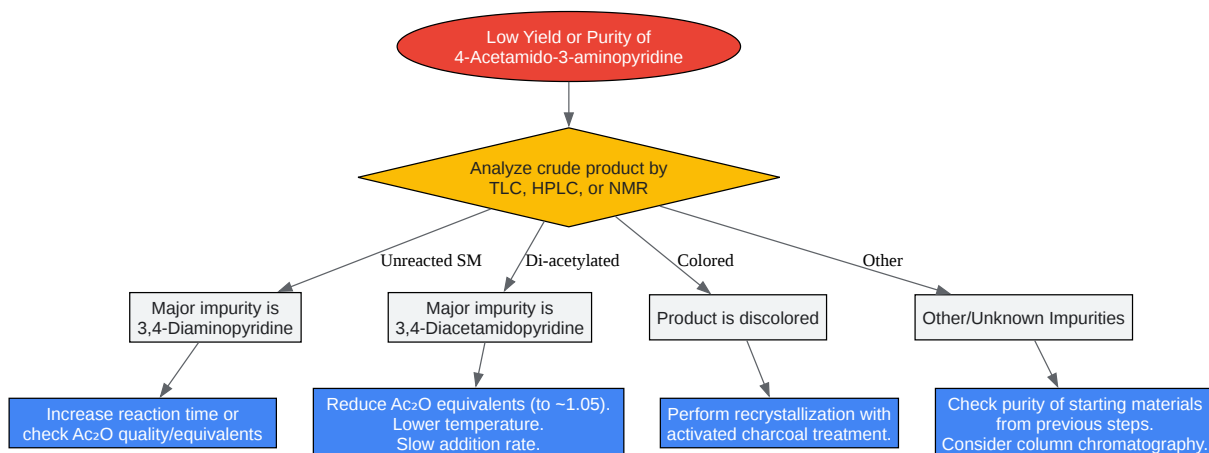 Low Yield or Purity of
4-Acetamido-3-aminopyridine
Analyze crude product by
TLC, HPLC, or NMR
Unreacted SM
Di-acetylated
Colored
Other
Major impurity is
3,4-Diaminopyridine
Major impurity is
3,4-Diacetamidopyridine
Product is discolored
Other/Unknown Impurities
Increase reaction time or
check Ac₂O quality/equivalents
Reduce Ac₂O equivalents (to ~1.05).
Lower temperature.
Slow addition rate.
Perform recrystallization with
activated charcoal treatment.
Check purity of starting materials
from previous steps.
Consider column chromatography.